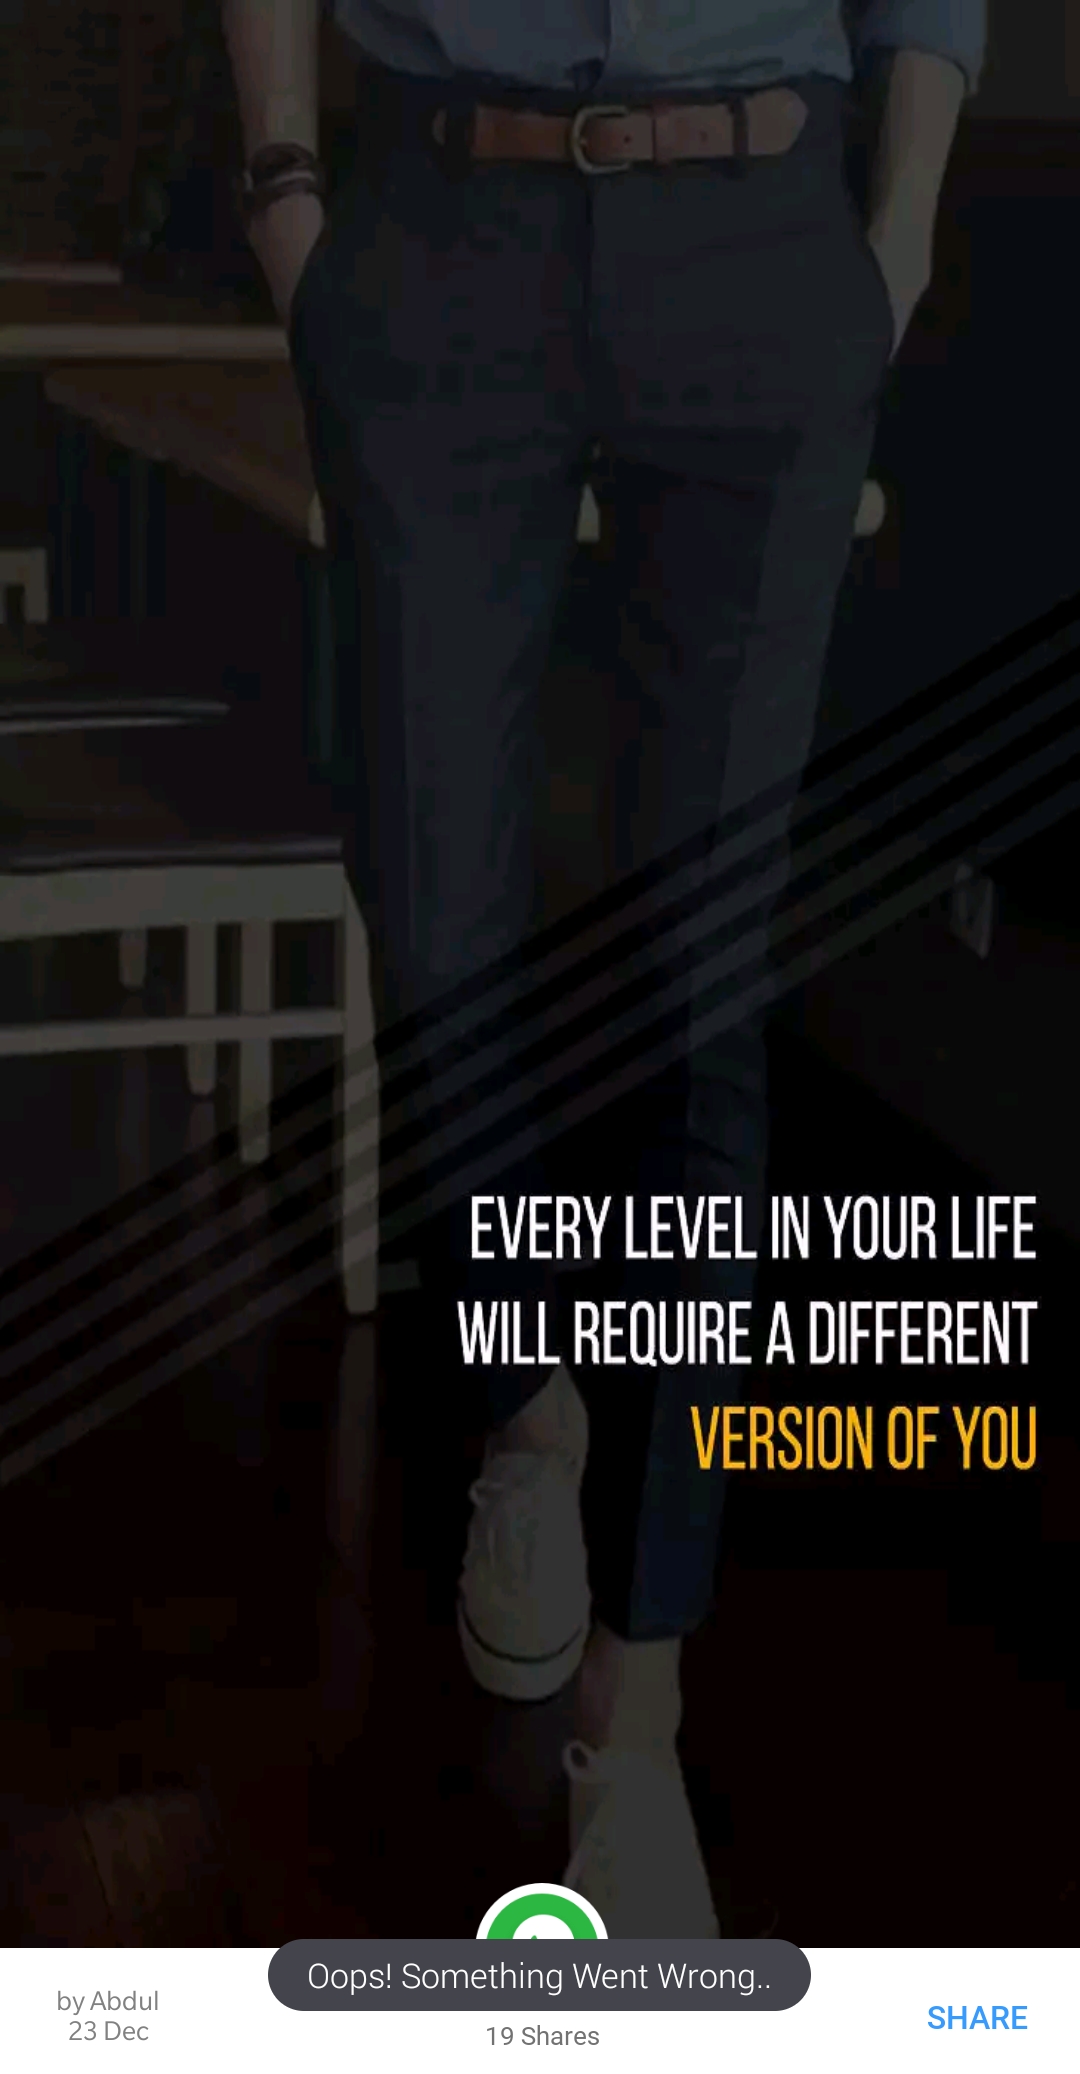 EVERY LEVEL IN YOUR LIFE
WILL REQUIRE A DIFFERENT
VERSION OF YOU
Oops! Something Went Wrong..
by Abdul
23 Dec
19 Shares
SHARE